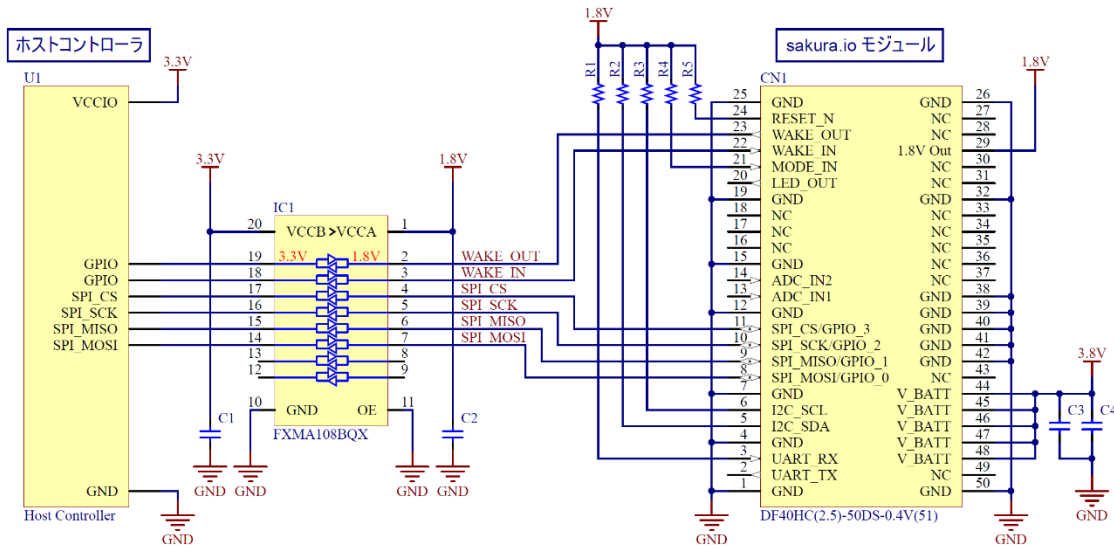 ホストコントローラ
U1
3.3V
VCCIO
GPIO
GPIO
SPI_CS
SPI_SCK
SPI_MISO
SPI_MOSI
GND
Host Controller
GND
3.3V
1.8V
IC1
20 VCCB>VCCA 1
3.3V 1.8V
19 2 WAKE_OUT
18 3 WAKE_IN
17 4 SPI_CS
16 5 SPI_SCK
15 6 SPI_MISO
14 7 SPI_MOSI
13 8
12 9
10 GND OE 11
FXMA108BQX
C1
C2
GND
GND
GND
GND
1.8V
R1
R2
R3
R4
R5
sakura.io モジュール
CN1
1.8V
25 GND GND 26
24 RESET_N NC 27
23 WAKE_OUT NC 28
22 WAKE_IN 1.8V Out 29
21 MODE_IN NC 30
20 LED_OUT NC 31
19 GND GND 32
18 NC NC 33
17 NC NC 34
16 NC NC 35
15 GND NC 36
14 ADC_IN2 NC 37
13 ADC_IN1 GND 38
12 GND GND 39
11 SPI_CS/GPIO_3 GND 40
10 SPI_SCK/GPIO_2 GND 41
9 SPI_MISO/GPIO_1 GND 42
8 SPI_MOSI/GPIO_0 NC 43
7 GND V_BATT 44
6 I2C_SCL V_BATT 45
5 I2C_SDA V_BATT 46
4 GND V_BATT 47
3 UART_RX V_BATT 48
2 UART_TX NC 49
1 GND GND 50
DF40HC(2.5)-50DS-0.4V(51)
3.8V
C3
C4
GND
GND
GND